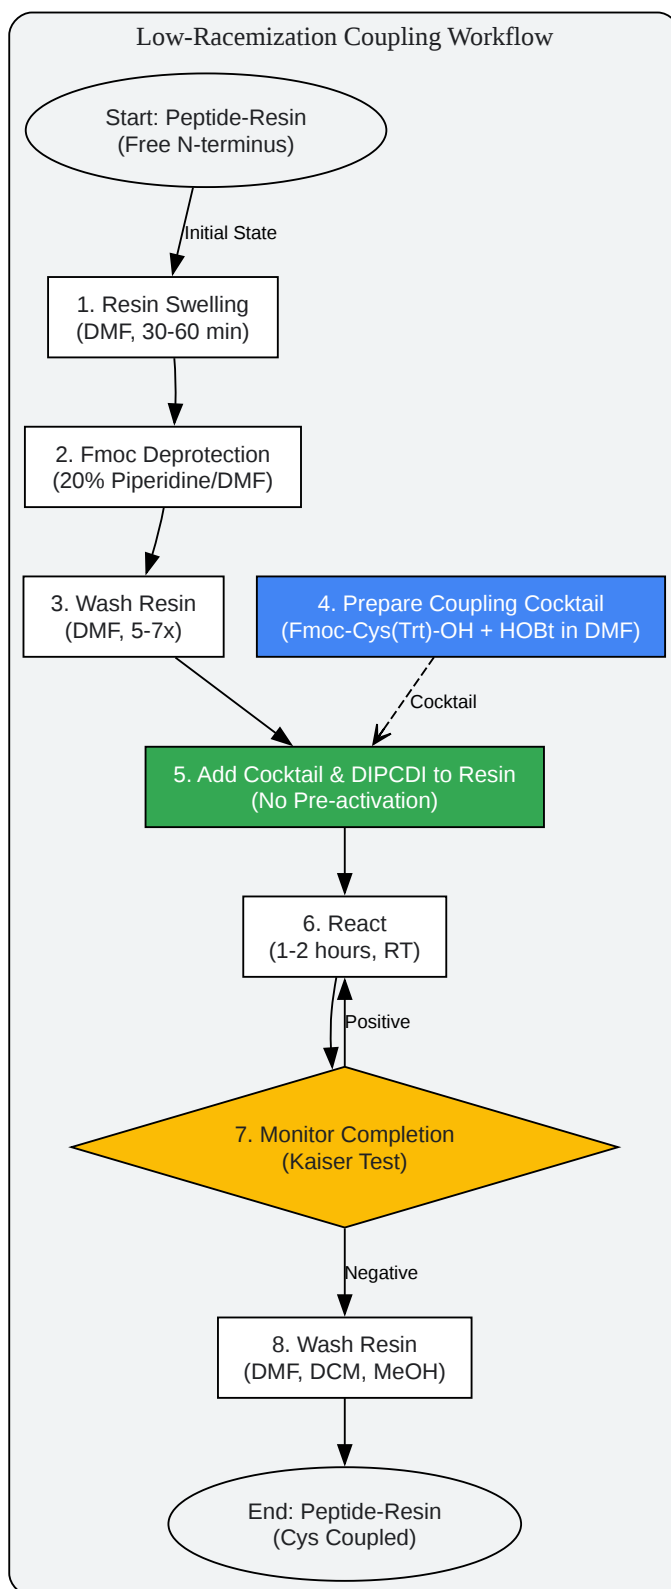 Low-Racemization Coupling Workflow
Start: Peptide-Resin
(Free N-terminus)
Initial State
1. Resin Swelling
(DMF, 30-60 min)
2. Fmoc Deprotection
(20% Piperidine/DMF)
3. Wash Resin
(DMF, 5-7x)
4. Prepare Coupling Cocktail
(Fmoc-Cys(Trt)-OH + HOBt in DMF)
Cocktail
5. Add Cocktail & DIPCDI to Resin
(No Pre-activation)
6. React
(1-2 hours, RT)
Positive
7. Monitor Completion
(Kaiser Test)
Negative
8. Wash Resin
(DMF, DCM, MeOH)
End: Peptide-Resin
(Cys Coupled)